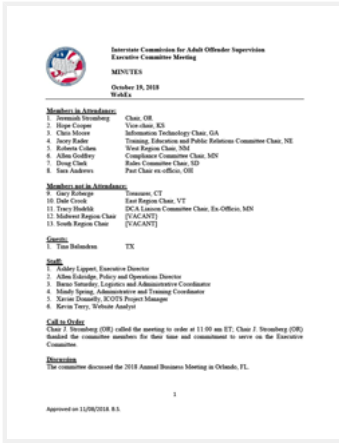 Interstate Commission for Adult Offender Supervision
Executive Committee Meeting
MINUTES
October 19, 2018
WebEx
Members in Attendance:
1. Jeremiah Stromberg Chair, OR
2. Hope Cooper Vice-chair, KS
3. Chris Moore Information Technology Chair, GA
4. Jacey Rader Training, Education and Public Relations Committee Chair, NE
5. Roberta Cohen West Region Chair, NM
6. Allen Godfrey Compliance Committee Chair, MN
7. Doug Clark Rules Committee Chair, SD
8. Sara Andrews Past Chair ex-officio, OH
Members not in Attendance:
9. Gary Roberge Treasurer, CT
10. Dale Crook East Region Chair, VT
11. Tracy Hudrlik DCA Liaison Committee Chair, Ex-Officio, MN
12. Midwest Region Chair [VACANT]
13. South Region Chair [VACANT]
Guests:
1. Tina Balandran TX
Staff:
1. Ashley Lippert, Executive Director
2. Allen Eskridge, Policy and Operations Director
3. Barno Saturday, Logistics and Administrative Coordinator
4. Mindy Spring, Administrative and Training Coordinator
5. Xavier Donnelly, ICOTS Project Manager
6. Kevin Terry, Website Analyst
Call to Order
Chair J. Stromberg (OR) called the meeting to order at 11:00 am ET; Chair J. Stromberg (OR)
thanked the committee members for their time and commitment to serve on the Executive
Committee.
Discussion
The committee discussed the 2018 Annual Business Meeting in Orlando, FL.
1
Approved on 11/08/2018. B.S.